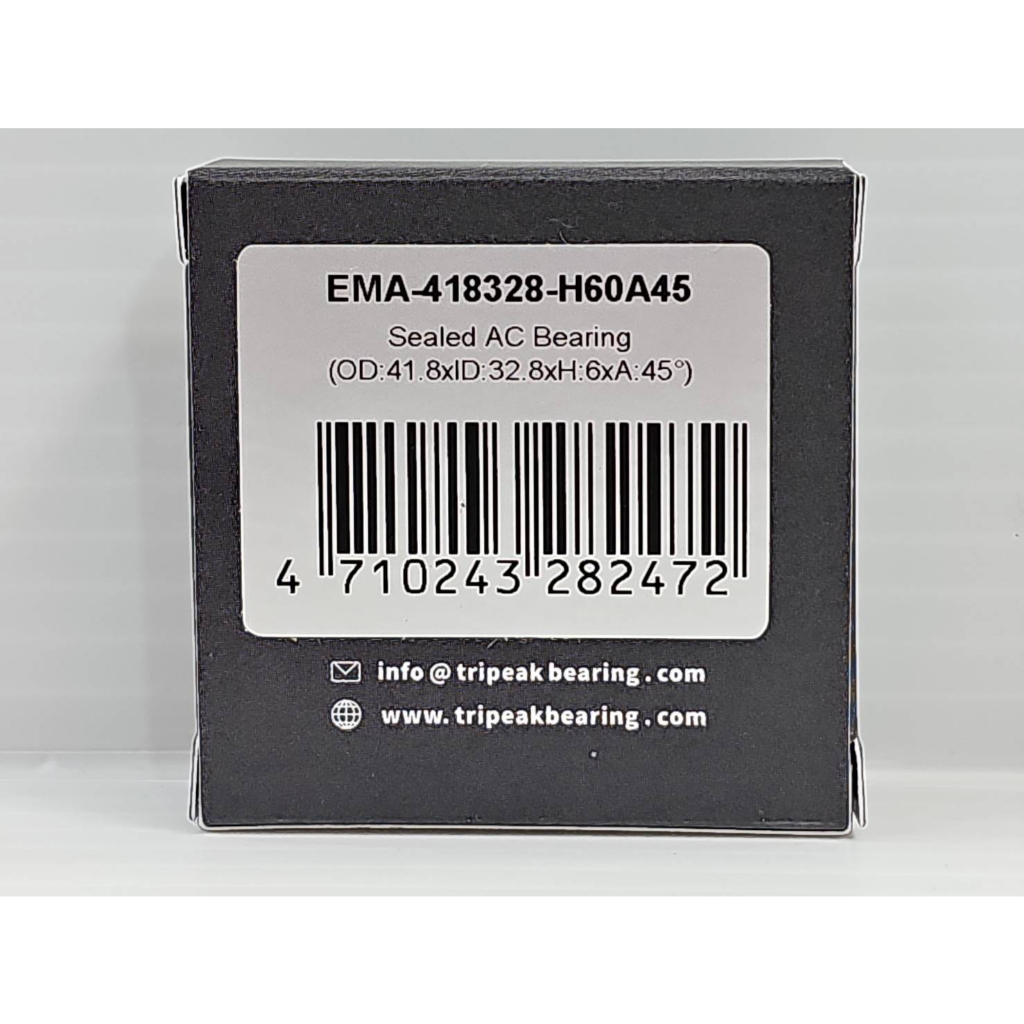 EMA-418328-H60A45
Sealed AC Bearing
(OD:41.8xID:32.8xH:6xA:45°)
4 710243 282472
info@tripeakbearing.com
www.tripeakbearing.com